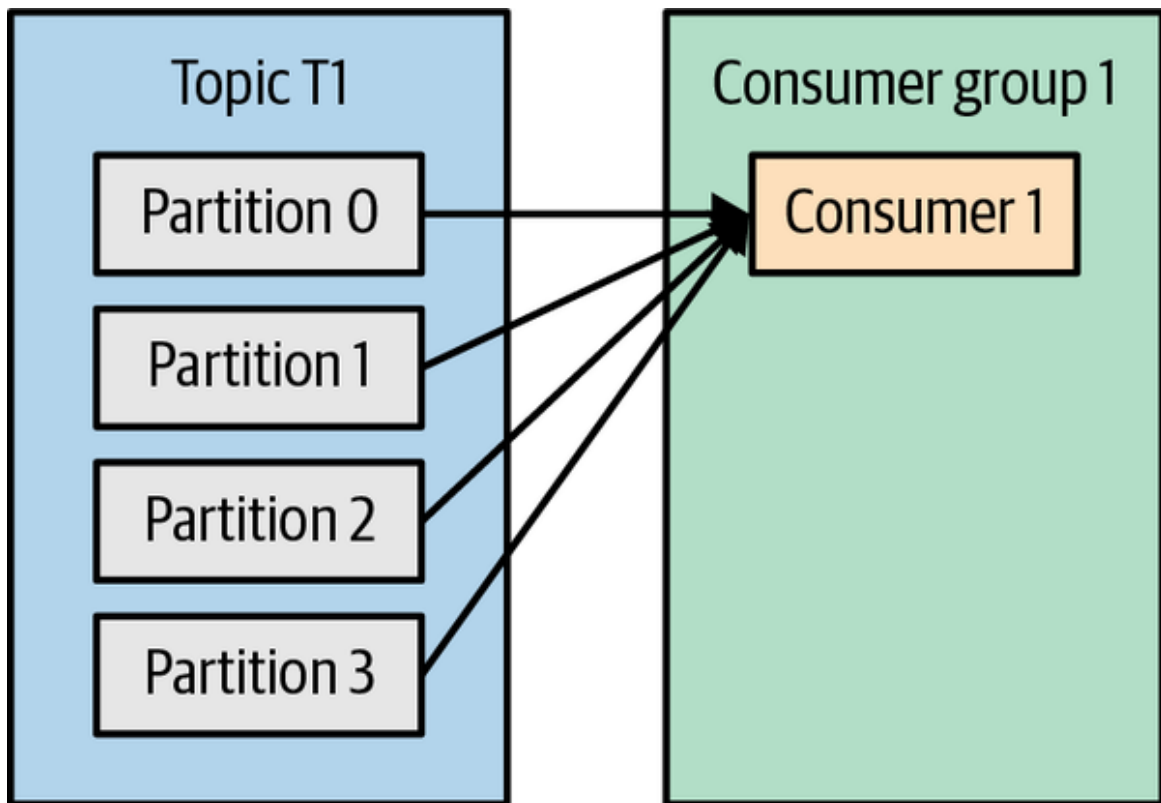 Topic T1
Partition 0
Partition 1
Partition 2
Partition 3
Consumer group 1
Consumer 1